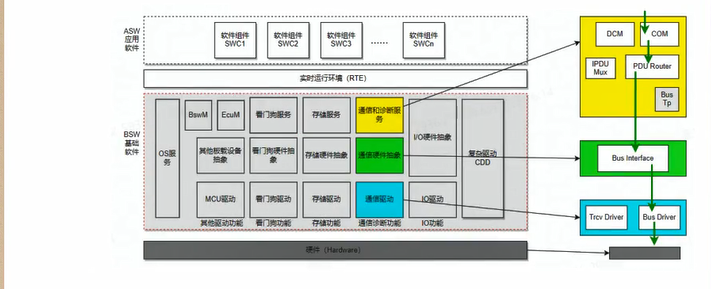 ASW
应用
软件
软件组件
SWC1
软件组件
SWC2
软件组件
SWC3
......
软件组件
SWCn
实时运行环境（RTE）
BSW
基础
软件
OS服
务
BswM
EcuM
看门狗服务
存储服务
通信和诊断服
务
I/O硬件抽象
复杂驱动
CDD
其他板载设备
抽象
看门狗硬件抽
象
存储硬件抽象
通信硬件抽象
MCU驱动
看门狗驱动
存储驱动
通信驱动
IO驱动
其他驱动功能
看门狗功能
存储功能
通信诊断功能
IO功能
硬件（Hardware）
DCM
COM
IPDU
Mux
PDU Router
Bus
Tp
Bus Interface
Trcv Driver
Bus Driver